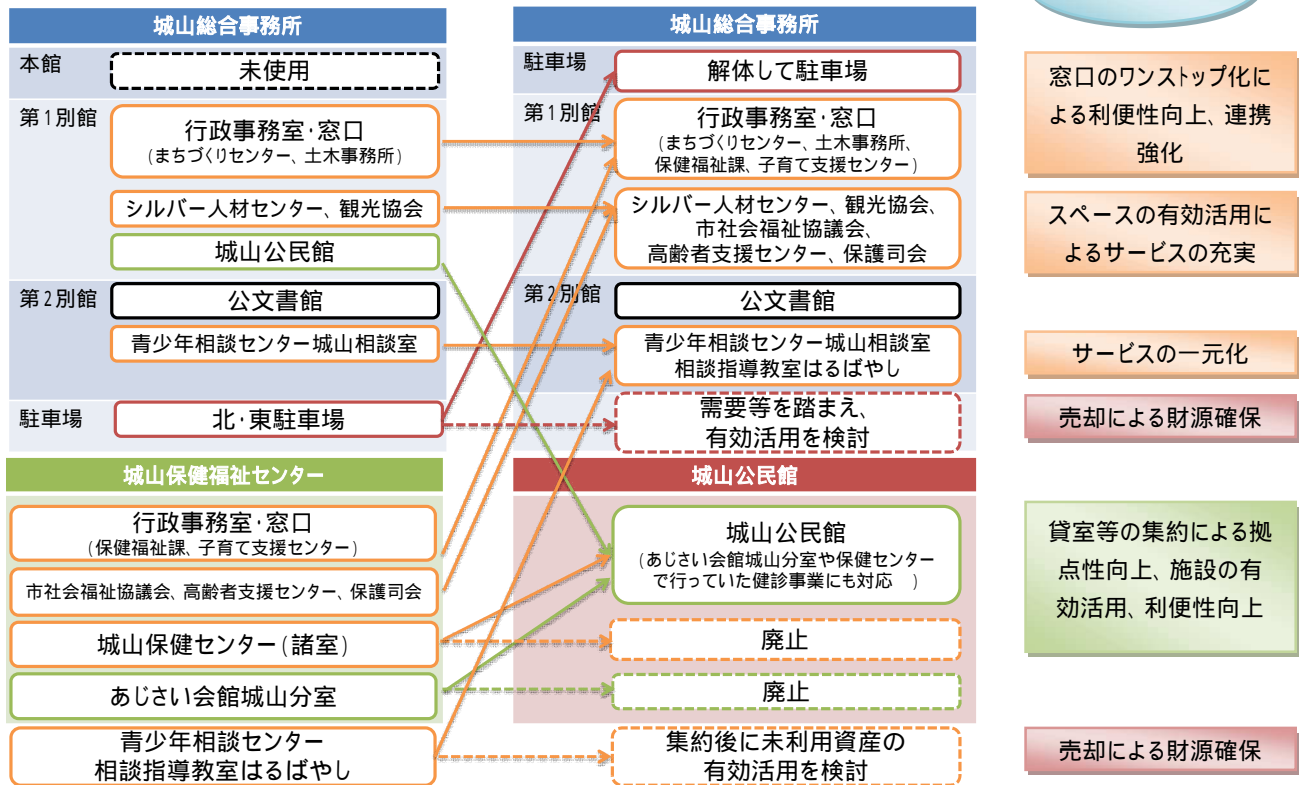 城山総合事務所
本館
未使用
第1別館
行政事務室・窓口
(まちづくりセンター、土木事務所)
シルバー人材センター、観光協会
城山公民館
第2別館
公文書館
青少年相談センター城山相談室
駐車場
北・東駐車場
城山保健福祉センター
行政事務室・窓口
(保健福祉課、子育て支援センター)
市社会福祉協議会、高齢者支援センター、保護司会
城山保健センター(諸室)
あじさい会館城山分室
青少年相談センター
相談指導教室はるばやし
城山総合事務所
駐車場
解体して駐車場
第1別館
行政事務室・窓口
(まちづくりセンター、土木事務所、
保健福祉課、子育て支援センター)
シルバー人材センター、観光協会、
市社会福祉協議会、
高齢者支援センター、保護司会
第2別館
公文書館
青少年相談センター城山相談室
相談指導教室はるばやし
需要等を踏まえ、
有効活用を検討
城山公民館
城山公民館
(あじさい会館城山分室や保健センター
で行っていた健診事業にも対応 )
廃止
廃止
集約後に未利用資産の
有効活用を検討
窓口のワンストップ化に
よる利便性向上、連携
強化
スペースの有効活用に
よるサービスの充実
サービスの一元化
売却による財源確保
貸室等の集約による拠
点性向上、施設の有
効活用、利便性向上
売却による財源確保